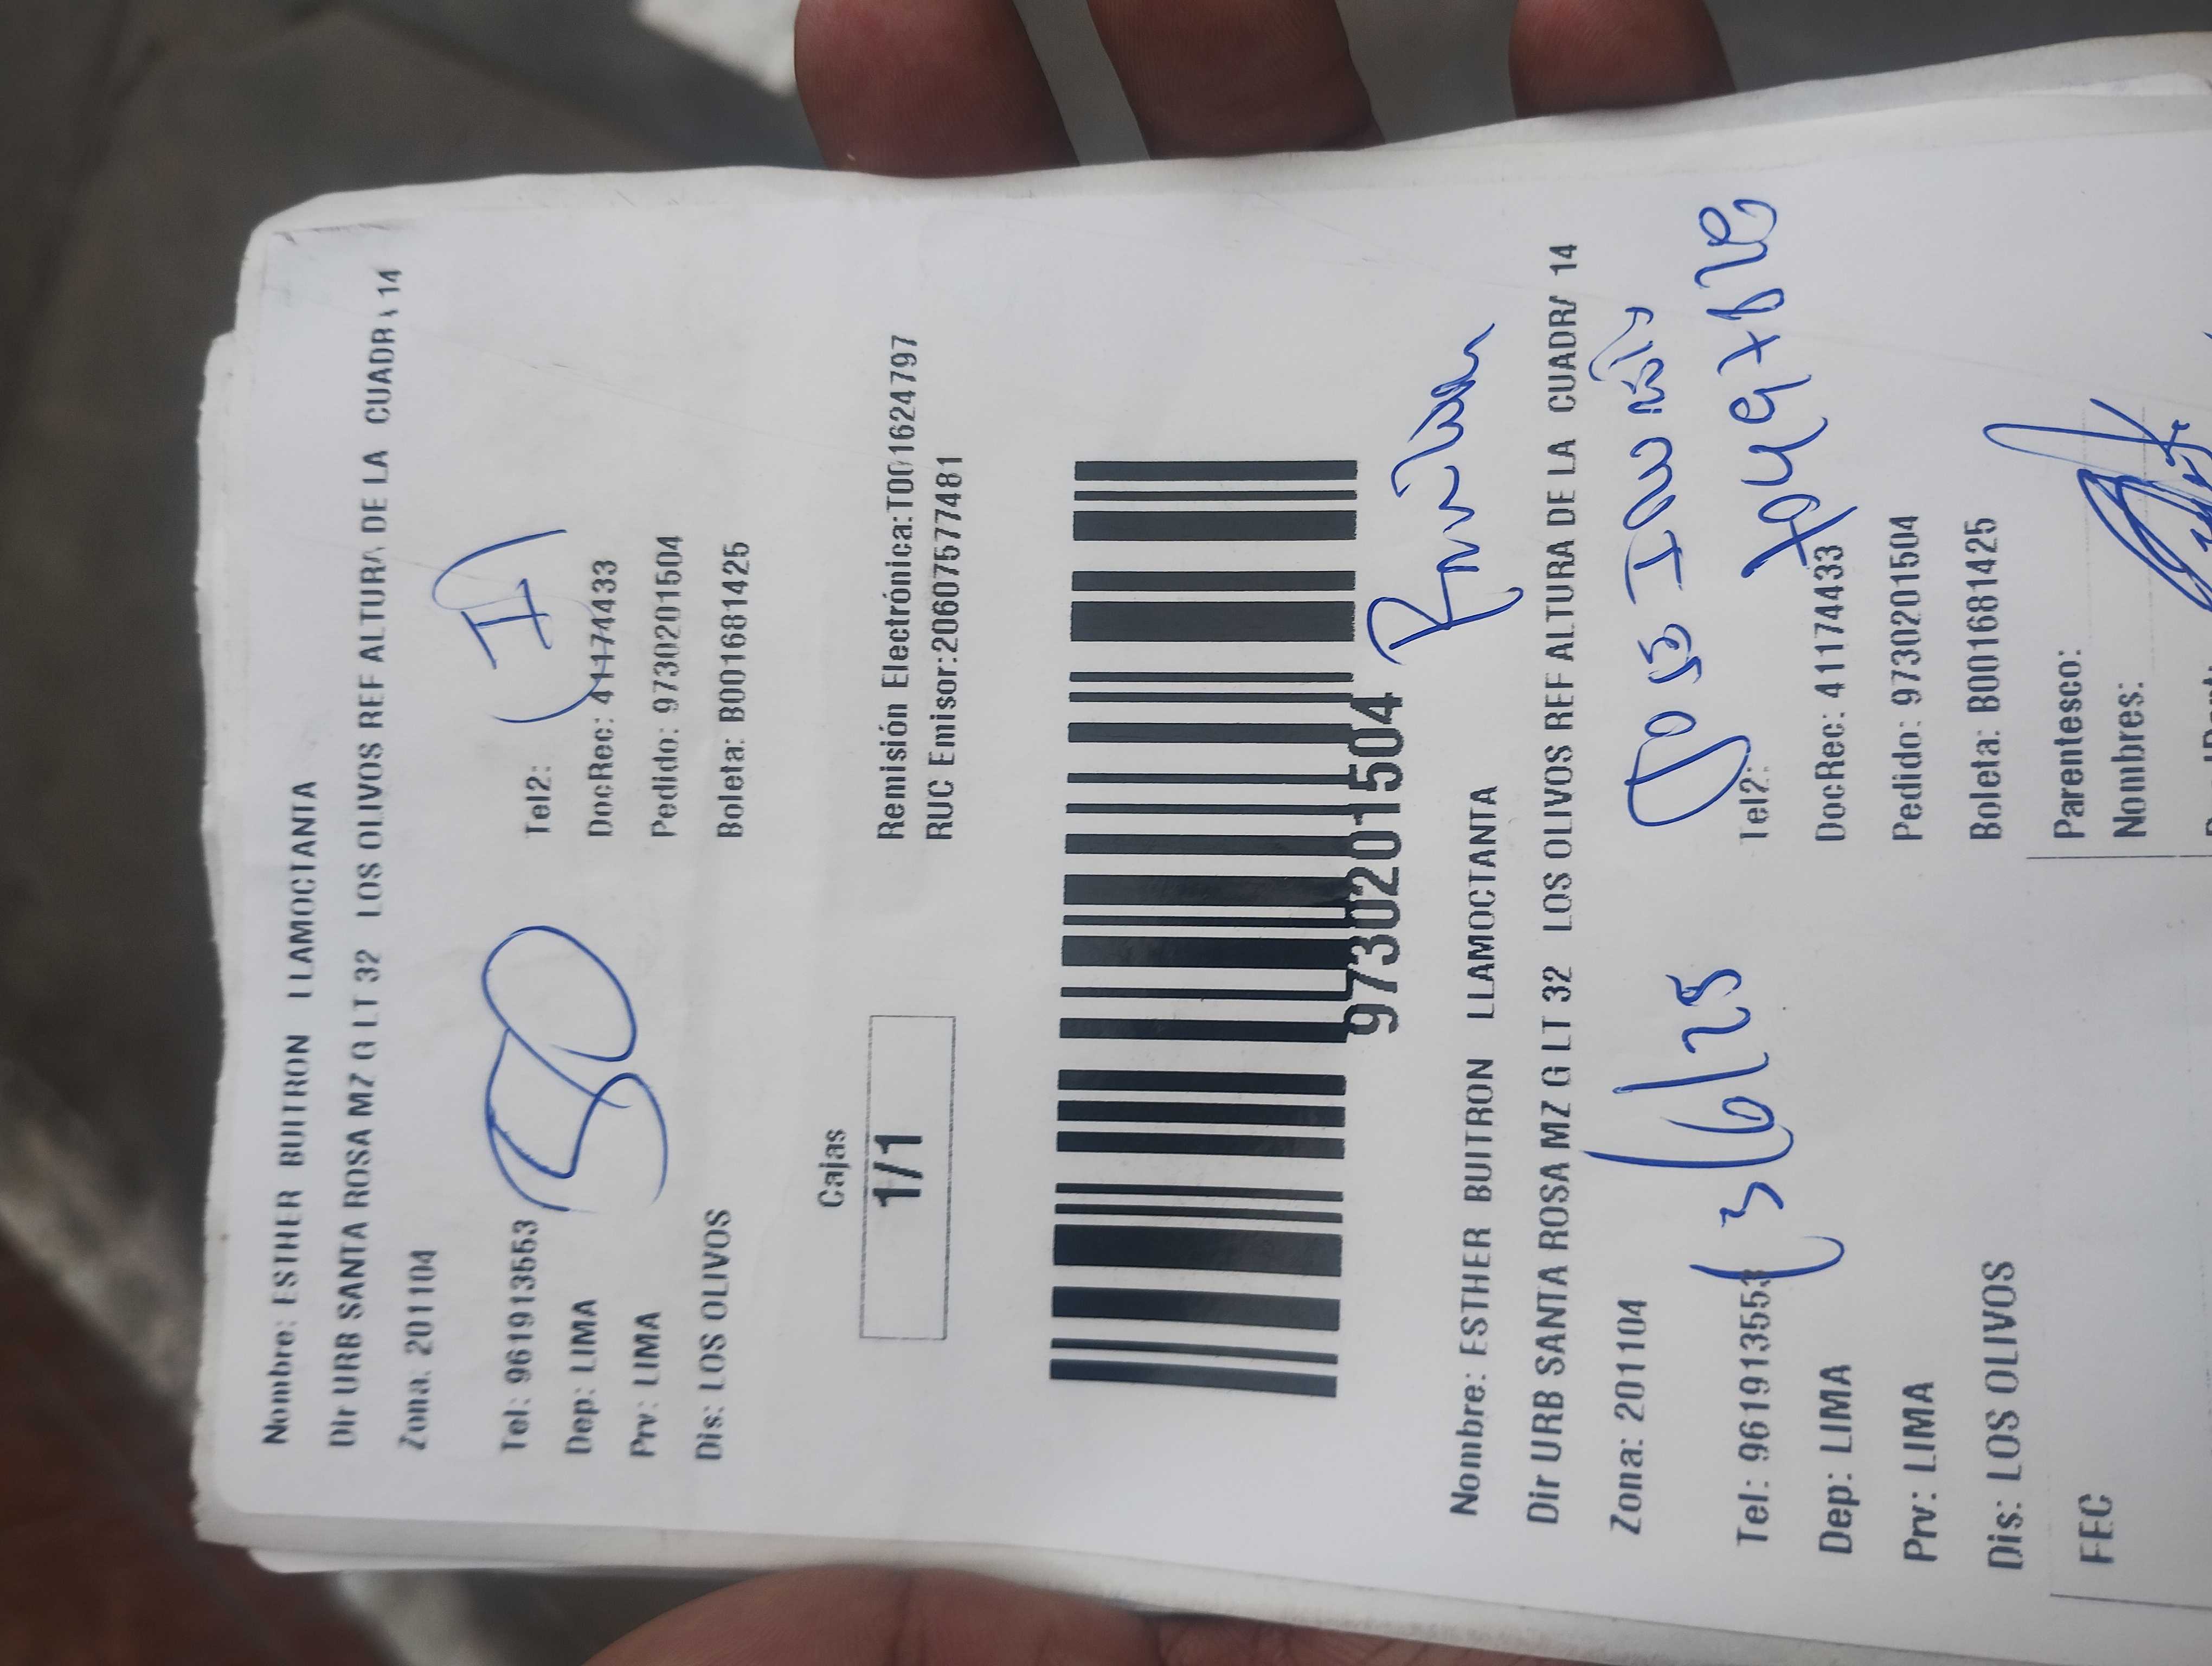 Nombre: ESTHER BUITRON LLAMOCTANTA
Dir URB SANTA ROSA MZ G LT 32 LOS OLIVOS REF ALTURA DE LA CUADRA 14
Zona. 201104
Tel: 961913553
Tel2:
(I)
50
Dep: LIMA
DocRec: 41174433
Prv: LIMA
Pedido: 9730201504
Dis: LOS OLIVOS
Boleta: B001681425
Cajas
1/1
Remisión Electrónica:T001624797
RUC Emisor:20607577481
9730201504
Nombre: ESTHER BUITRON LLAMOCTANTA
Dir URB SANTA ROSA MZ G LT 32 LOS OLIVOS REF ALTURA DE LA CUADRA 14
Zona: 201104
3/6/25
Tel: 961913553
Tel2:
Dep: LIMA
DocRec: 41174433
Prv: LIMA
Pedido: 9730201504
Dis: LOS OLIVOS
Boleta: B001681425
FEC
Parentesco:
Nombres: